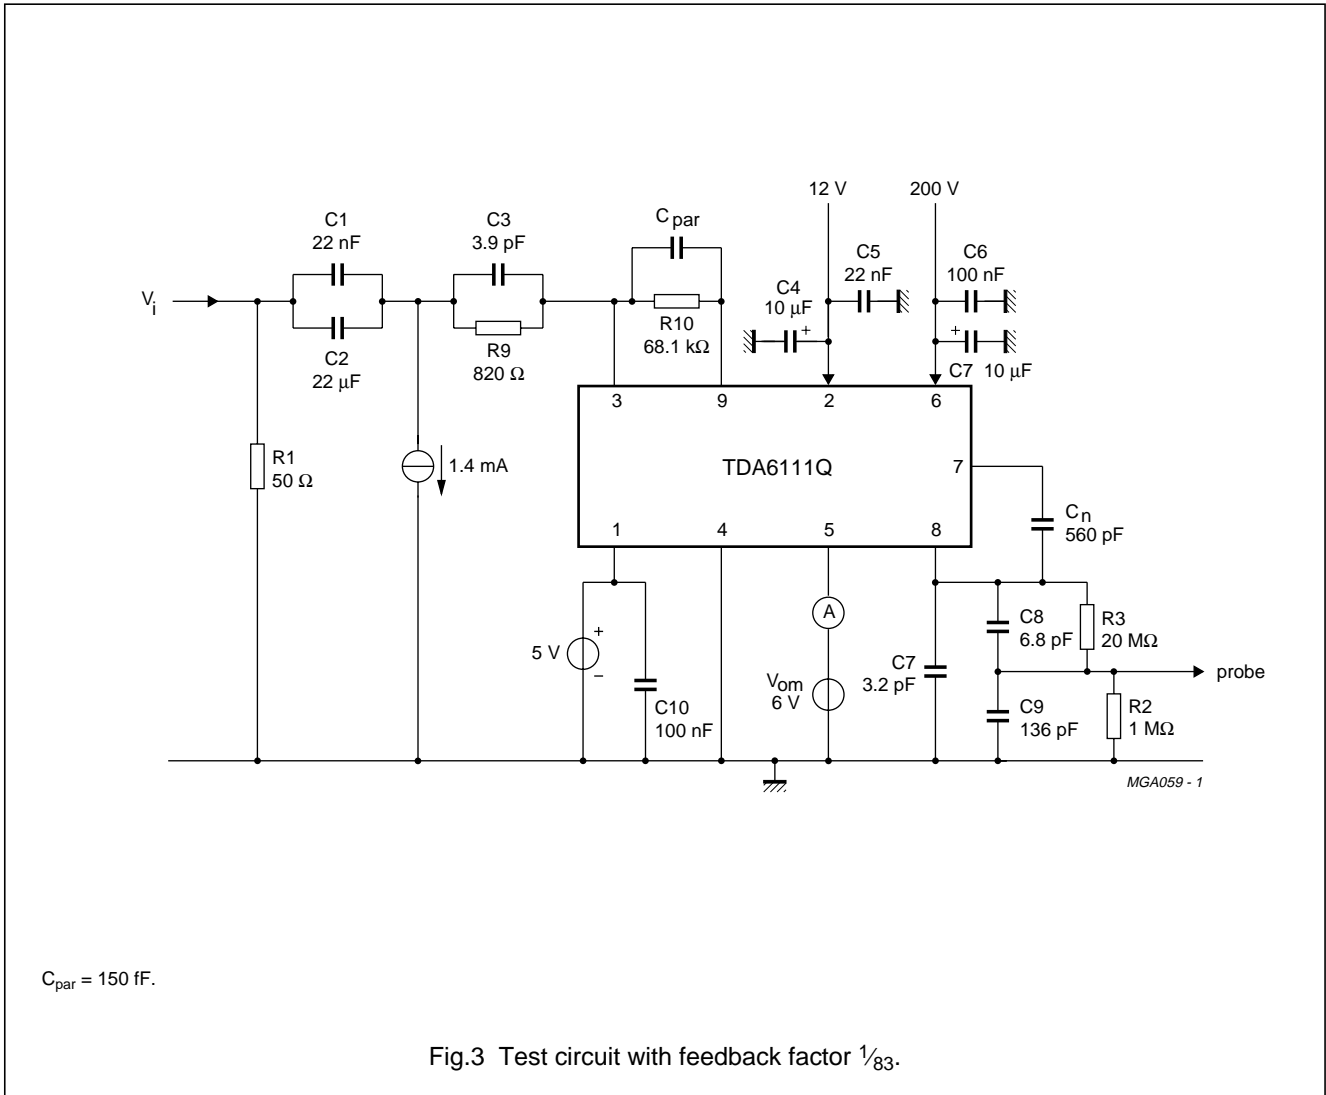 12 V
200 V
C1
22 nF
C3
3.9 pF
C par
C5
22 nF
C6
100 nF
C4
10 µF
+
Vi
R10
68.1 kΩ
+
C2
22 µF
R9
820 Ω
C7 10 µF
3
9
2
6
R1
50 Ω
1.4 mA
TDA6111Q
7
Cn
560 pF
1
4
5
8
A
C8
6.8 pF
R3
20 MΩ
5 V
+
−
C7
3.2 pF
probe
Vom
6 V
C10
100 nF
C9
136 pF
R2
1 MΩ
MGA059 - 1
Cpar = 150 fF.
Fig.3 Test circuit with feedback factor 1⁄83.